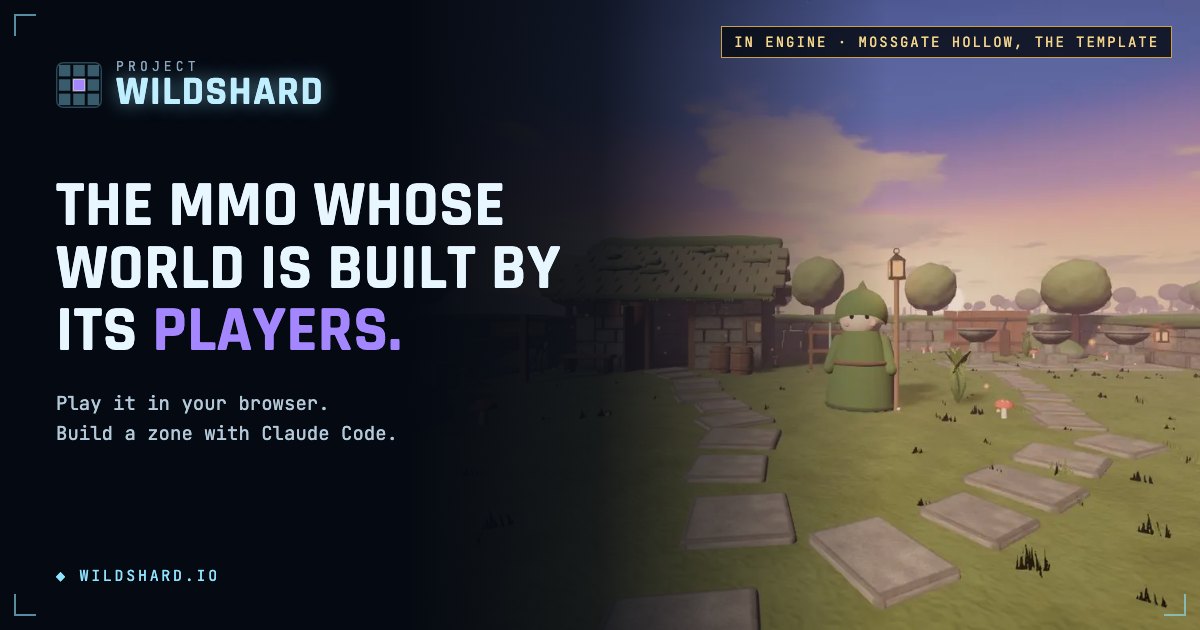 IN ENGINE · MOSSGATE HOLLOW, THE TEMPLATE
PROJECT
WILDSHARD
THE MMO WHOSE
WORLD IS BUILT BY
ITS PLAYERS.
Play it in your browser.
Build a zone with Claude Code.
◆ WILDSHARD.IO